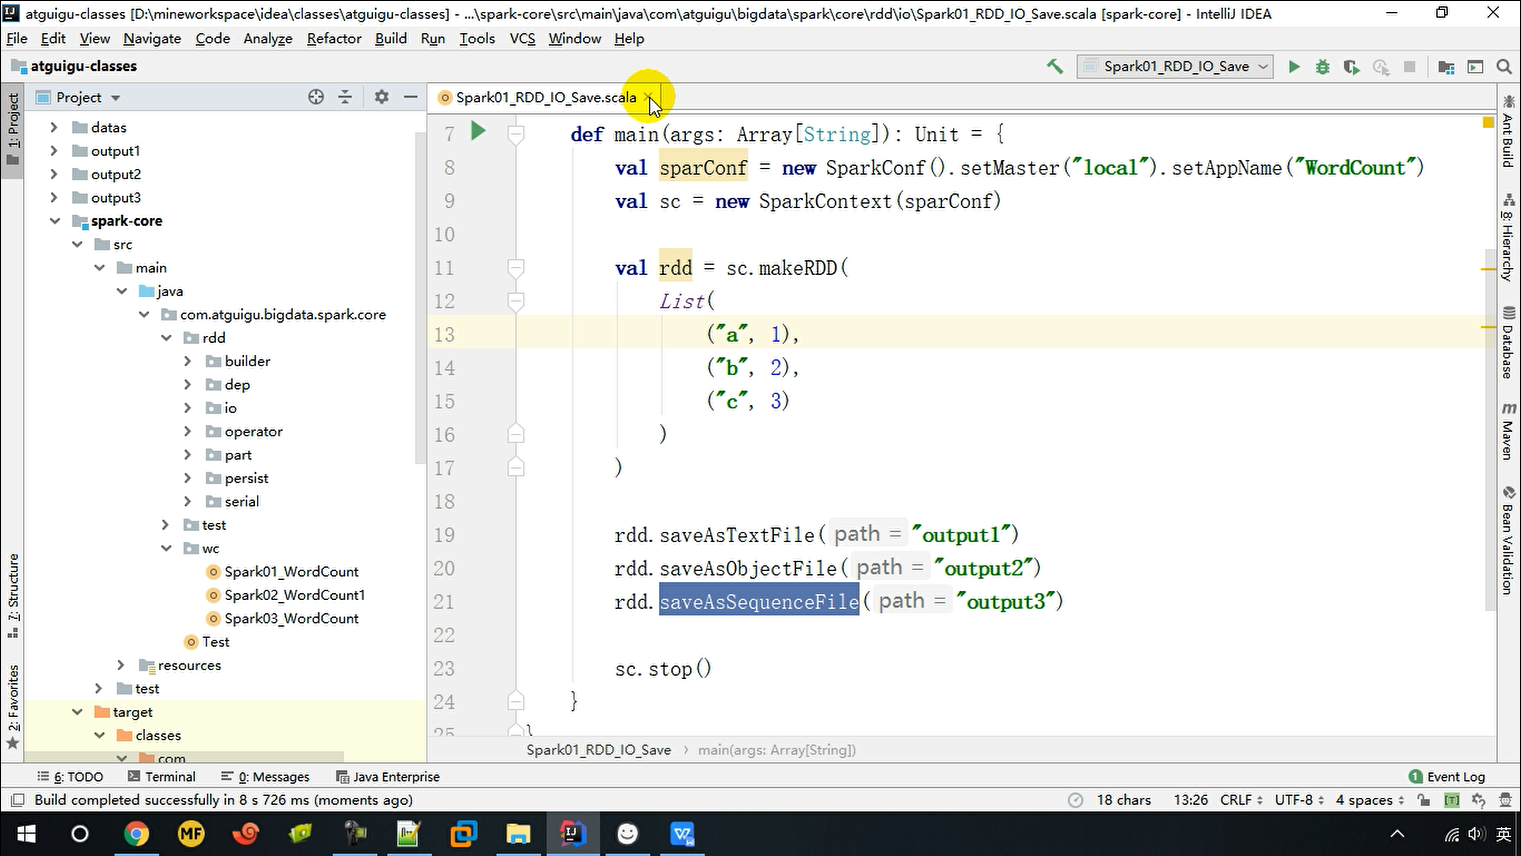 atguigu-classes [D:\mineworkspace\idea\classes\atguigu-classes] - ...\spark-core\src\main\java\com\atguigu\bigdata\spark\core\rdd\io\Spark01_RDD_IO_Save.scala [spark-core] - IntelliJ IDEA
File Edit View Navigate Code Analyze Refactor Build Run Tools VCS Window Help
atguigu-classes
Spark01_RDD_IO_Save
Project
Spark01_RDD_IO_Save.scala
1: Project
7: Structure
2: Favorites
datas
output1
output2
output3
spark-core
src
main
java
com.atguigu.bigdata.spark.core
rdd
builder
dep
io
operator
part
persist
serial
test
wc
Spark01_WordCount
Spark02_WordCount1
Spark03_WordCount
Test
resources
test
target
classes
com
7 def main(args: Array[String]): Unit = {
8 val sparConf = new SparkConf().setMaster("local").setAppName("WordCount")
9 val sc = new SparkContext(sparConf)
10
11 val rdd = sc.makeRDD(
12 List(
13 ("a", 1),
14 ("b", 2),
15 ("c", 3)
16 )
17 )
18
19 rdd.saveAsTextFile( path = "output1")
20 rdd.saveAsObjectFile( path = "output2")
21 rdd.saveAsSequenceFile( path = "output3")
22
23 sc.stop()
24 }
25 }
Spark01_RDD_IO_Save › main(args: Array[String])
Ant Build
8: Hierarchy
Database
m Maven
Bean Validation
6: TODO Terminal 0: Messages Java Enterprise 1 Event Log
Build completed successfully in 8 s 726 ms (moments ago) 18 chars 13:26 CRLF UTF-8 4 spaces [T]
MF 英